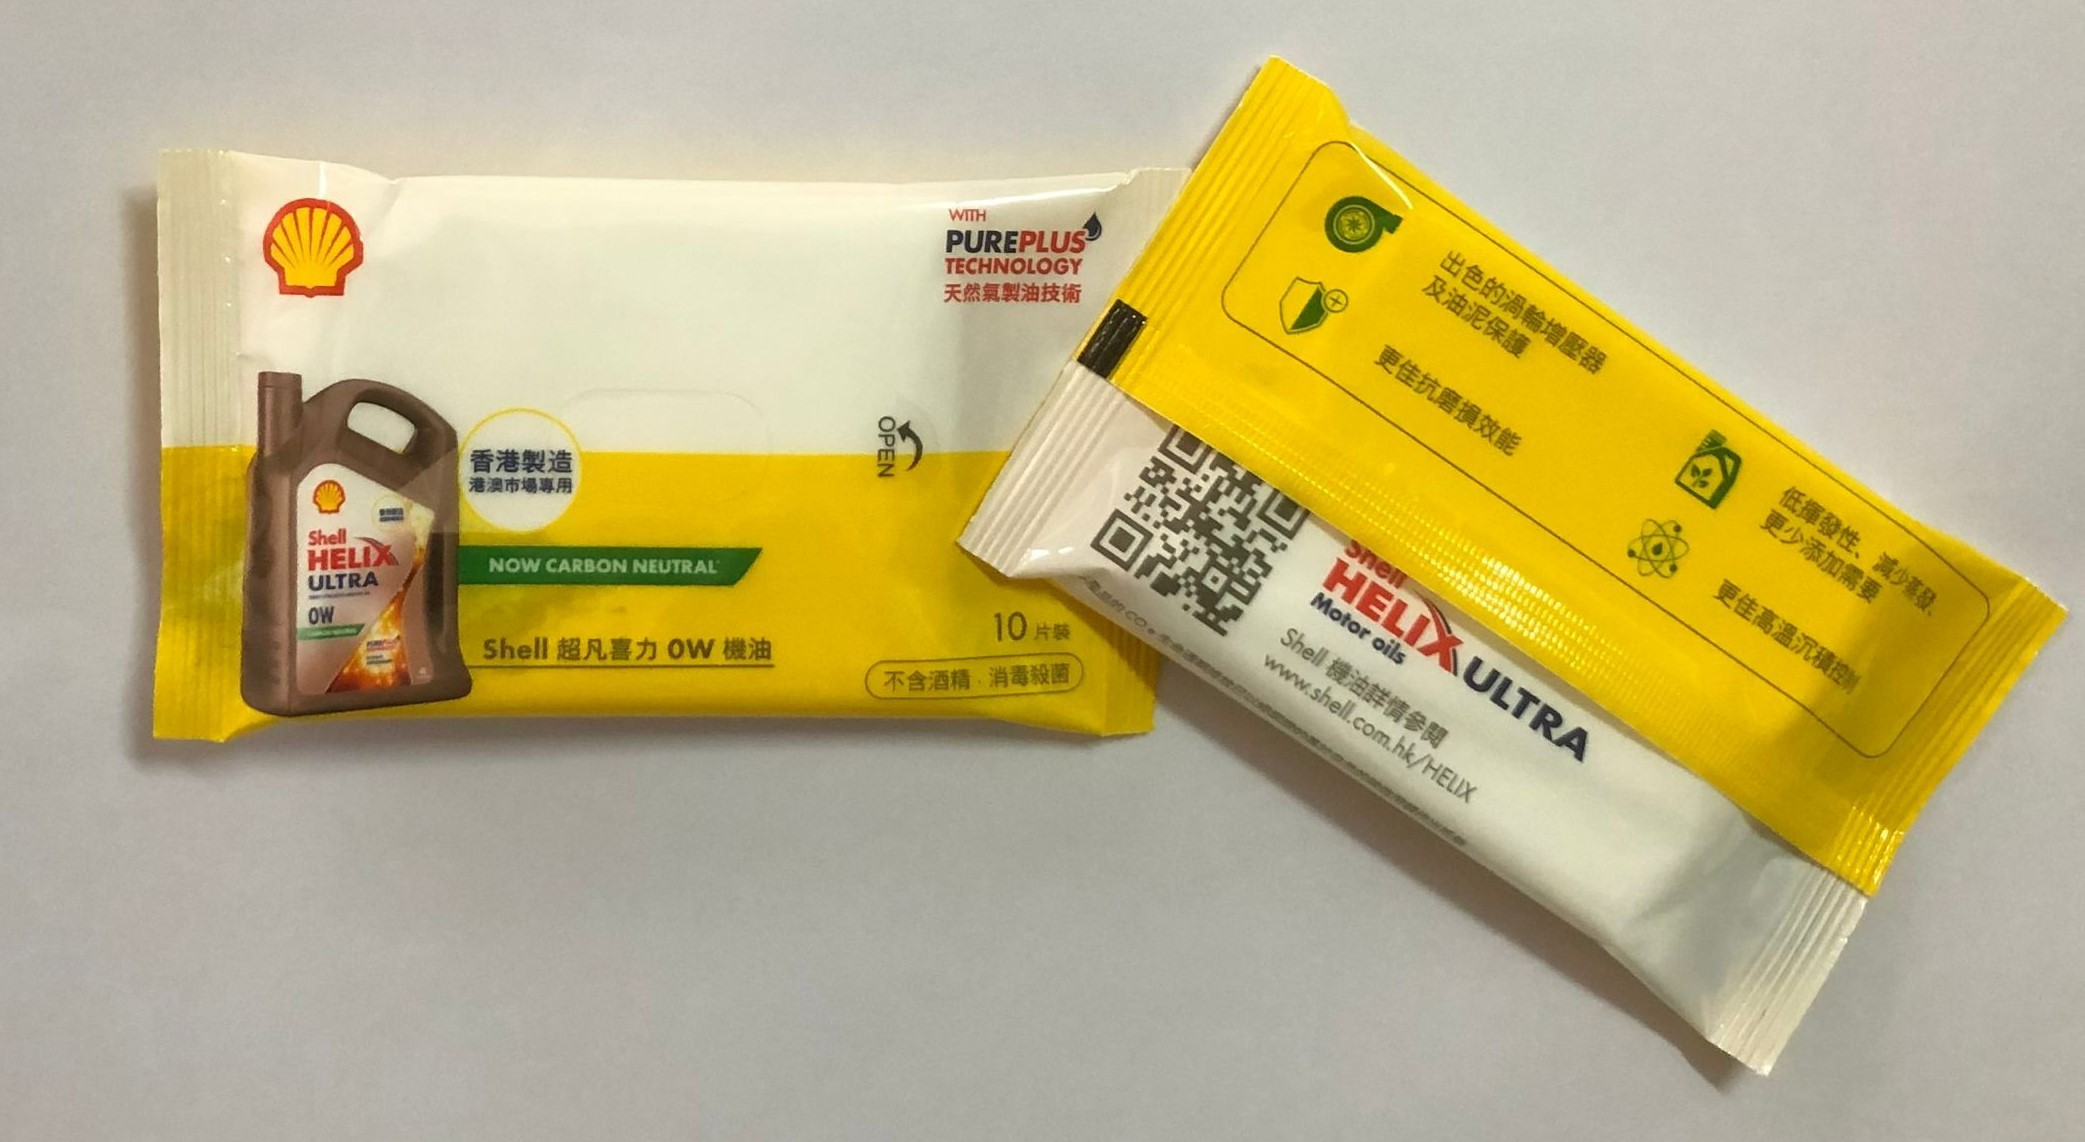 WITH
PUREPLUS
TECHNOLOGY
天然氣製油技術
OPEN
香港製造
港澳市場專用
NOW CARBON NEUTRAL
Shell 超凡喜力 0W 機油
10 片裝
不含酒精．消毒殺菌
Shell
HELIX
ULTRA
0W
出色的渦輪增壓器
及油泥保護
更佳抗磨損效能
低揮發性、減少蒸發、
更少添加需要
更佳高溫沉積控制
Shell
HELIX ULTRA
Motor oils
Shell 機油詳情參閱
www.shell.com.hk/HELIX